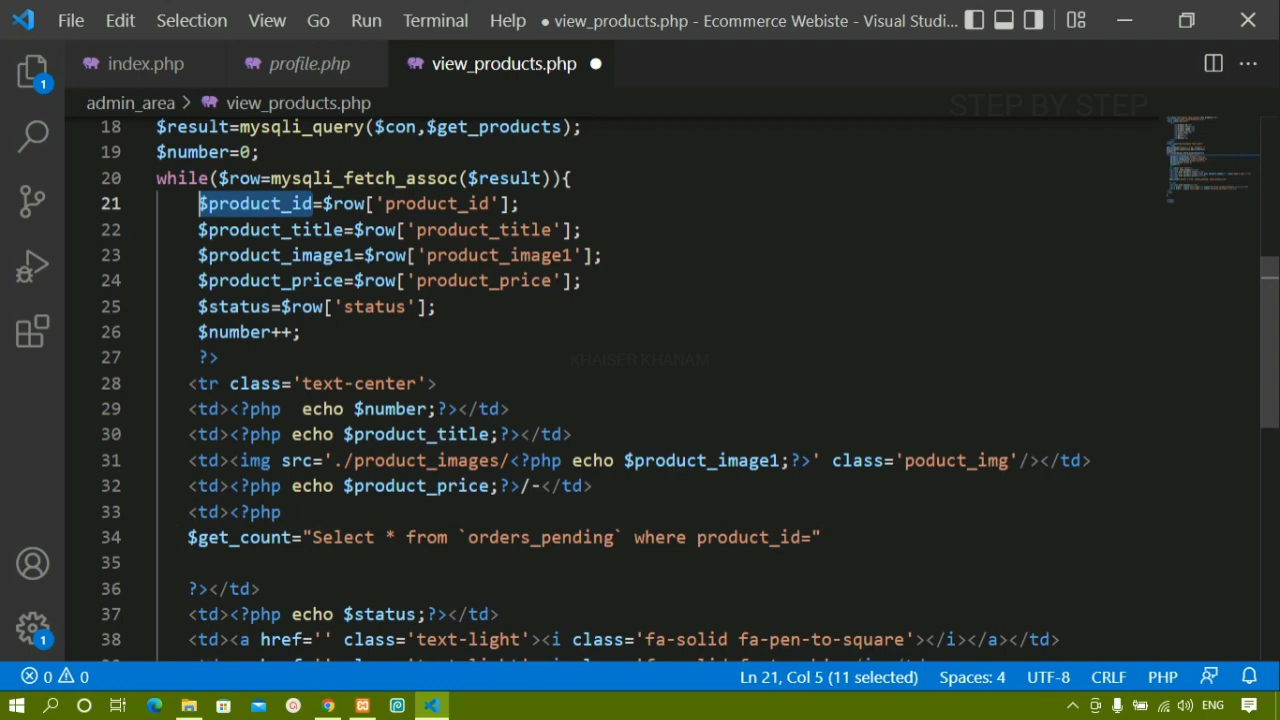 File Edit Selection View Go Run Terminal Help ● view_products.php - Ecommerce Webiste - Visual Studi...
1 index.php profile.php view_products.php
admin_area > view_products.php
STEP BY STEP
18 $result=mysqli_query($con,$get_products);
19 $number=0;
20 while($row=mysqli_fetch_assoc($result)){
21 $product_id=$row['product_id'];
22 $product_title=$row['product_title'];
23 $product_image1=$row['product_image1'];
24 $product_price=$row['product_price'];
25 $status=$row['status'];
26 $number++;
27 ?>
KHAISER KHANAM
28 <tr class='text-center'>
29 <td><?php  echo $number;?></td>
30 <td><?php echo $product_title;?></td>
31 <td><img src='./product_images/<?php echo $product_image1;?>' class='poduct_img'/></td>
32 <td><?php echo $product_price;?>/-</td>
33 <td><?php
34 $get_count="Select * from `orders_pending` where product_id="
35
36 ?></td>
37 <td><?php echo $status;?></td>
38 <td><a href='' class='text-light'><i class='fa-solid fa-pen-to-square'></i></a></td>
1
0 0 Ln 21, Col 5 (11 selected) Spaces: 4 UTF-8 CRLF PHP
ENG